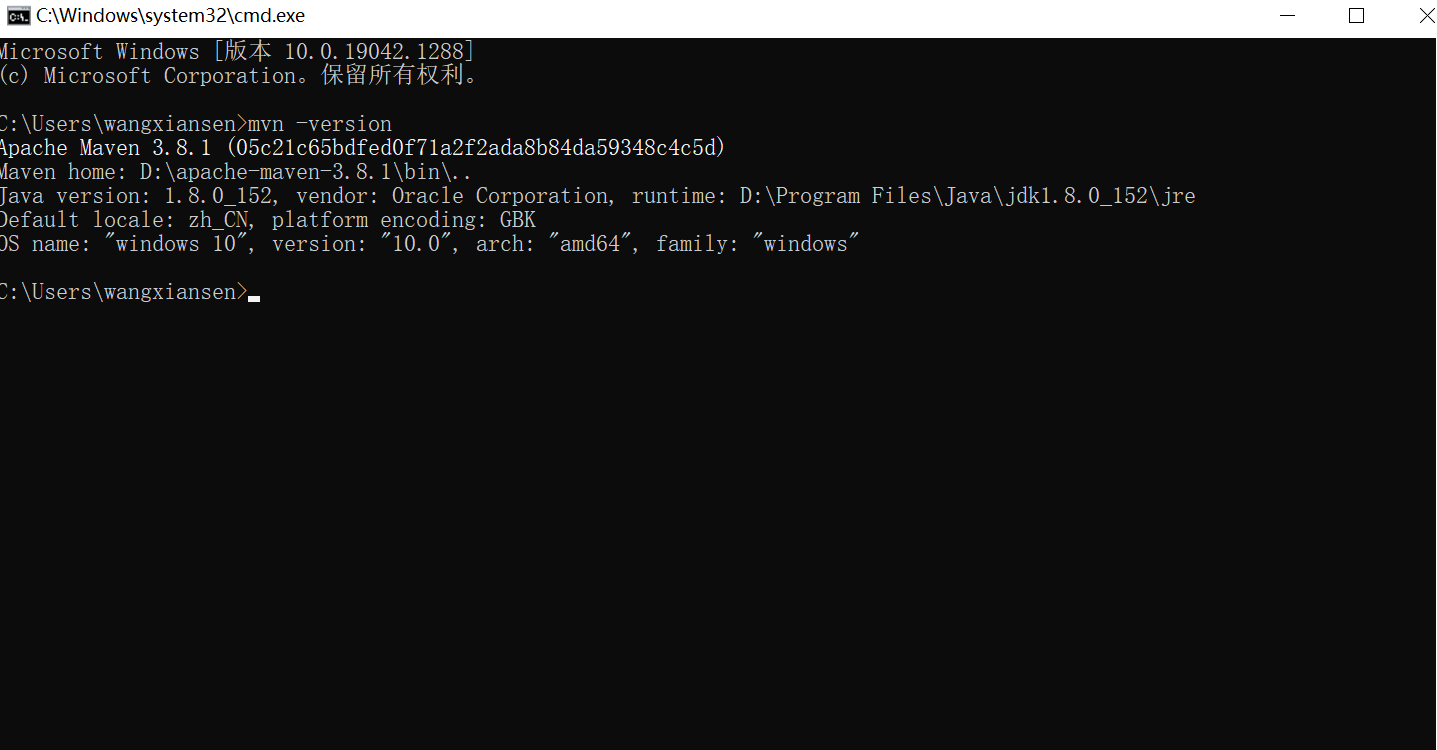 C:\Windows\system32\cmd.exe
Microsoft Windows [版本 10.0.19042.1288]
(c) Microsoft Corporation。保留所有权利。
C:\Users\wangxiansen>mvn -version
Apache Maven 3.8.1 (05c21c65bdfed0f71a2f2ada8b84da59348c4c5d)
Maven home: D:\apache-maven-3.8.1\bin\..
Java version: 1.8.0_152, vendor: Oracle Corporation, runtime: D:\Program Files\Java\jdk1.8.0_152\jre
Default locale: zh_CN, platform encoding: GBK
OS name: "windows 10", version: "10.0", arch: "amd64", family: "windows"
C:\Users\wangxiansen>